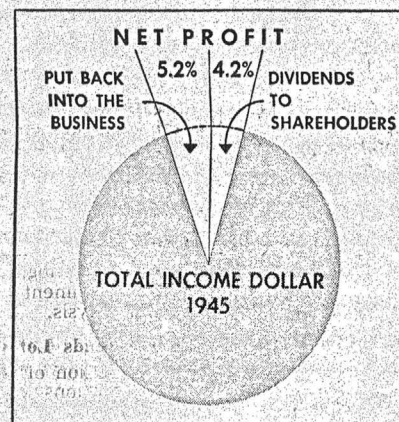 NET PROFIT
5.2% 4.2%
PUT BACK
INTO THE
BUSINESS
DIVIDENDS
TO
SHAREHOLDERS
TOTAL INCOME DOLLAR
1945